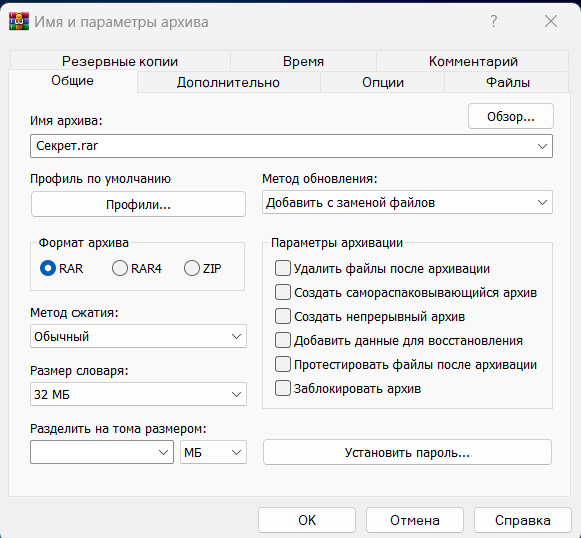 Имя и параметры архива
?
Резервные копии Время Комментарий
Общие Дополнительно Опции Файлы
Имя архива:
Обзор...
Секрет.rar
Профиль по умолчанию
Метод обновления:
Профили...
Добавить с заменой файлов
Формат архива
RAR RAR4 ZIP
Параметры архивации
Удалить файлы после архивации
Создать самораспаковывающийся архив
Создать непрерывный архив
Добавить данные для восстановления
Протестировать файлы после архивации
Заблокировать архив
Метод сжатия:
Обычный
Размер словаря:
32 МБ
Разделить на тома размером:
МБ
Установить пароль...
OK Отмена Справка